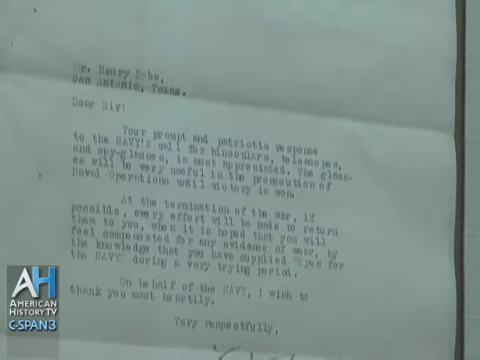 Mr. Henry Rabe,
San Antonio, Texas.
Dear Sir:
Your prompt and patriotic response
to the NAVY'S call for binoculars, telescopes,
and spy-glasses, is most appreciated. The glass-
es will be very useful in the prosecution of
Naval Operations until victory is won.
At the termination of the war, if
possible, every effort will be made to return
them to you, when it is hoped that you will
feel compensated for any evidence of wear, by
the knowledge that you have supplied "Eyes for
the NAVY" during a very trying period.
On behalf of the NAVY, I wish to
thank you most heartily.
Very respectfully,
AH
AMERICAN
HISTORY TV
C-SPAN 3